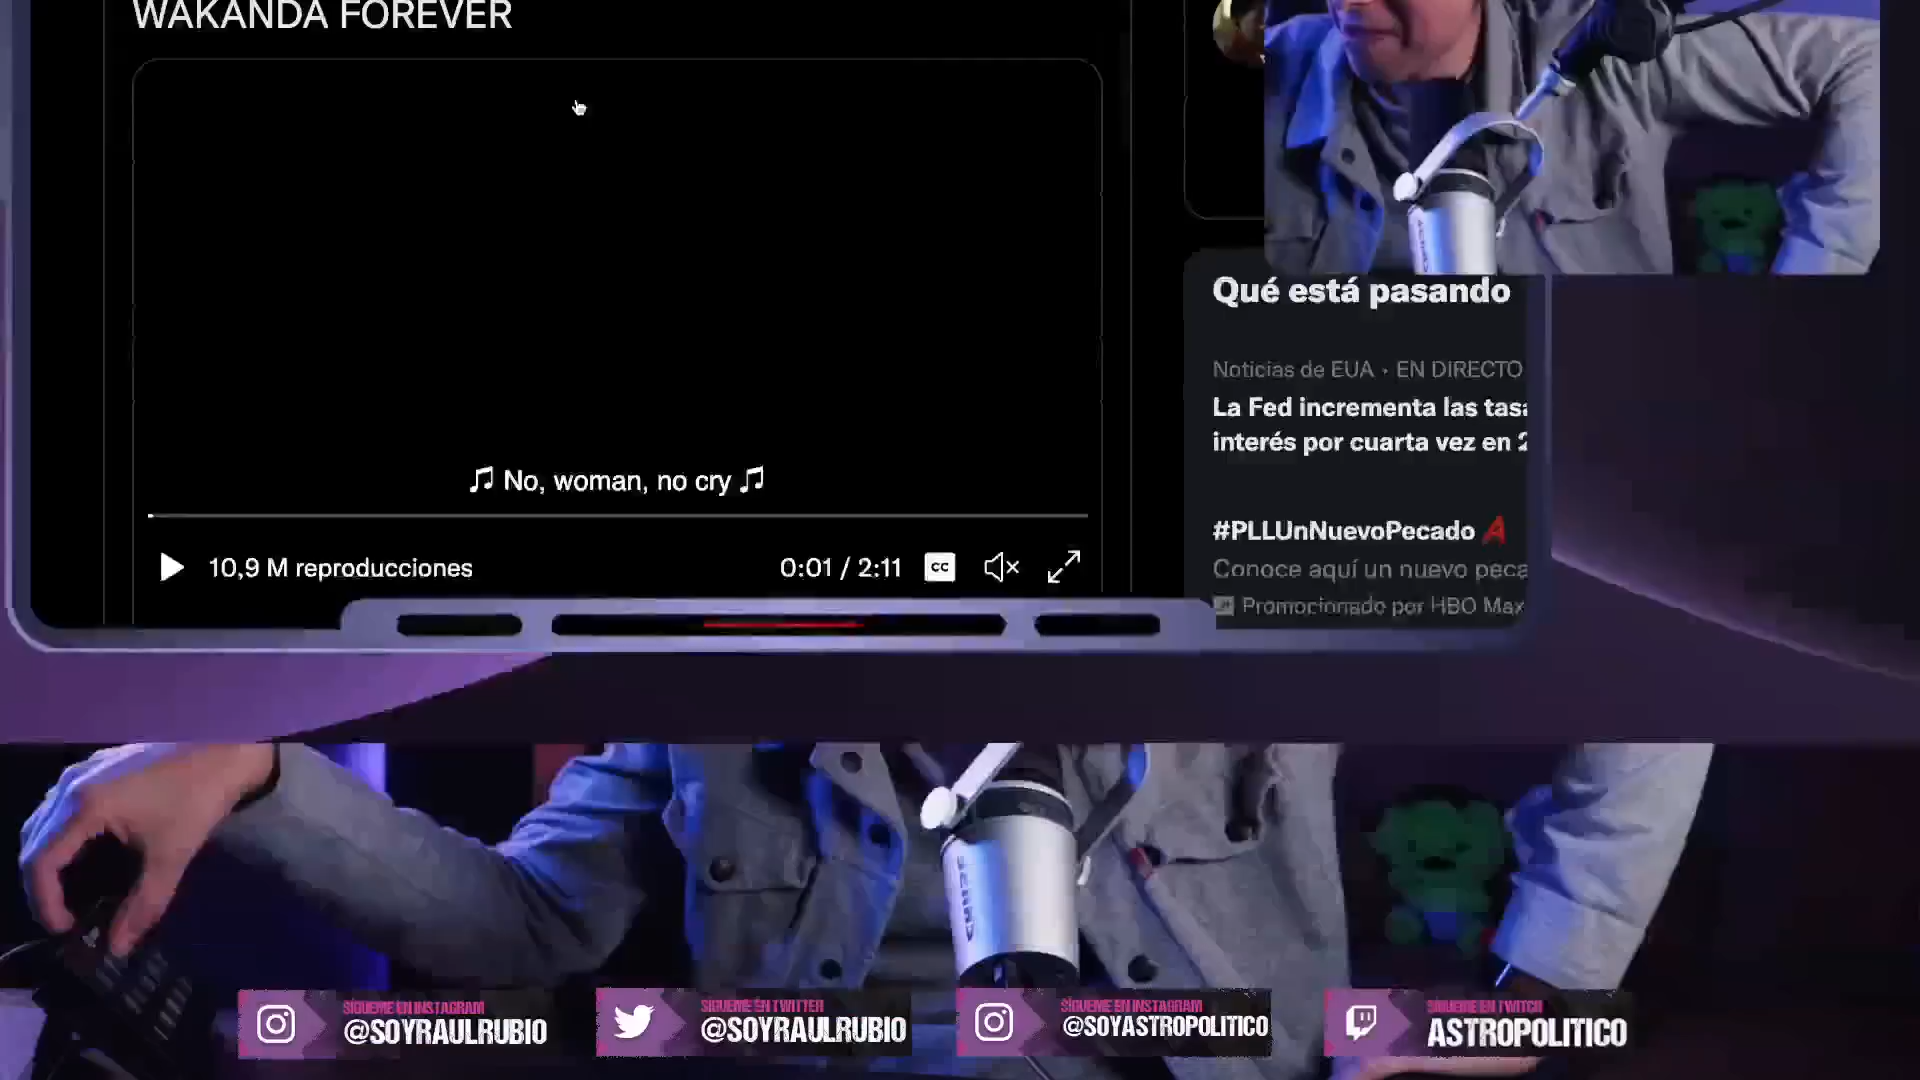 WAKANDA FOREVER
♫ No, woman, no cry ♫
10,9 M reproducciones
0:01 / 2:11
CC
Qué está pasando
Noticias de EUA · EN DIRECTO
La Fed incrementa las
interés por cuarta vez en
#PLLUnNuevoPecado
Conoce aquí un nuevo
Promocionado por HBO Max
SÍGUEME EN INSTAGRAM
@SOYRAULRUBIO
SÍGUEME EN TWITTER
@SOYRAULRUBIO
SÍGUEME EN INSTAGRAM
@SOYASTROPOLITICO
SÍGUEME EN TWITCH
ASTROPOLITICO